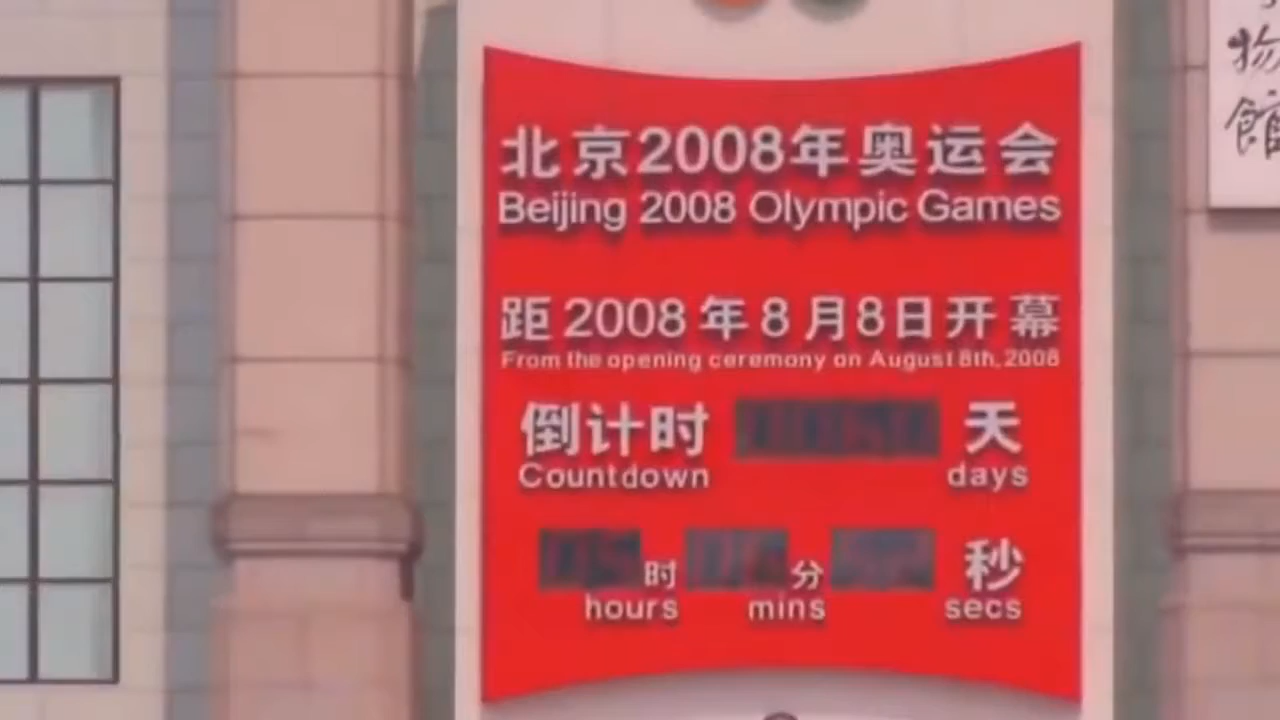 北京2008年奥运会
Beijing 2008 Olympic Games
距2008年8月8日开幕
From the opening ceremony on August 8th, 2008
倒计时 天
Countdown days
时 分 秒
hours mins secs
物館